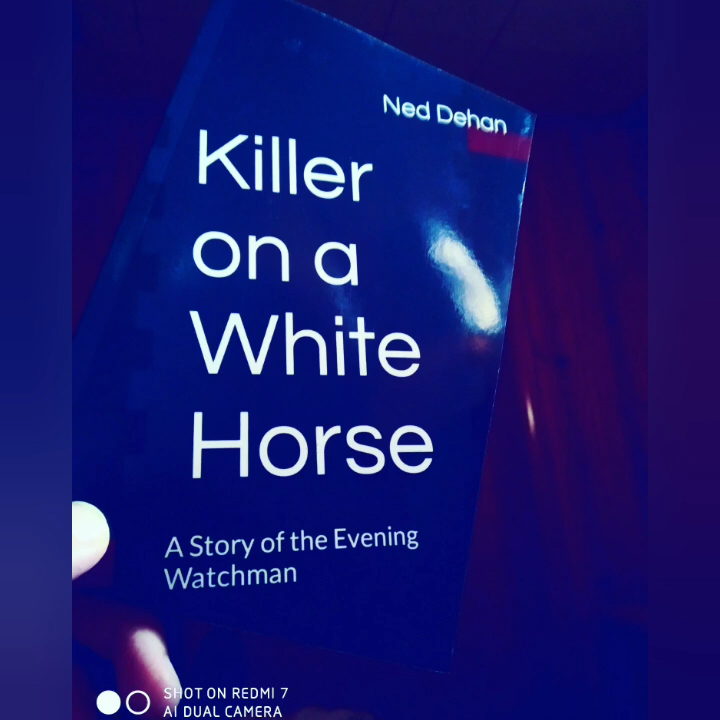 Ned Dehan
Killer
on a
White
Horse
A Story of the Evening
Watchman
SHOT ON REDMI 7
AI DUAL CAMERA